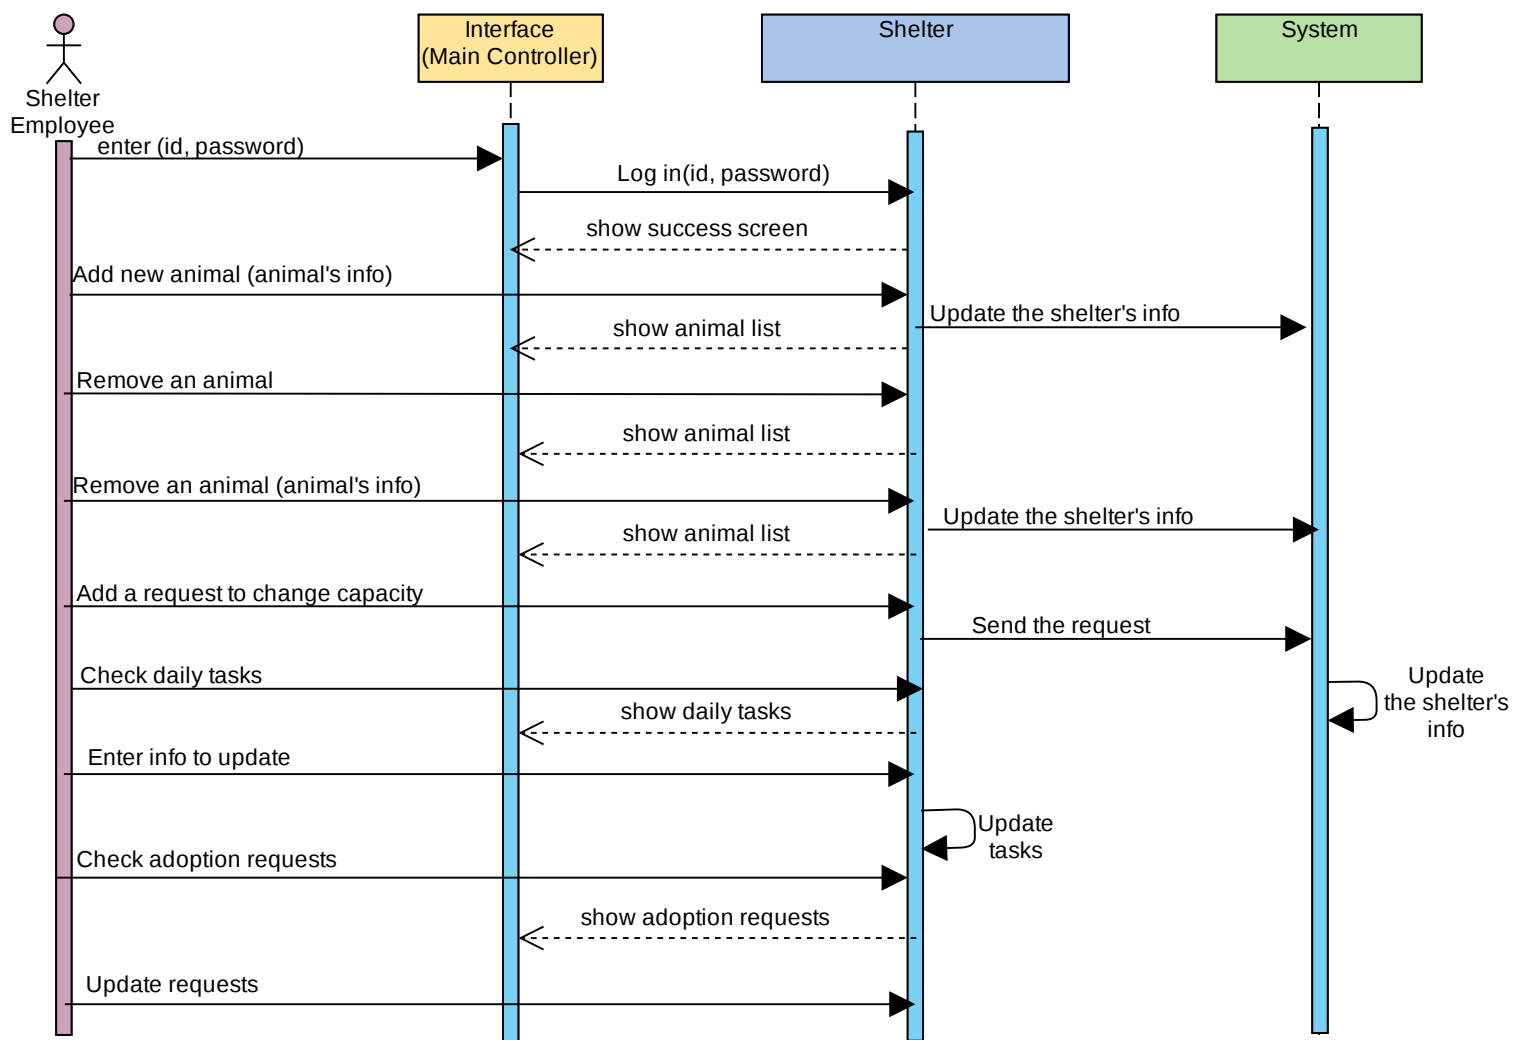 Interface
(Main Controller)
Shelter
System
Shelter
Employee
enter (id, password)
Log in(id, password)
show success screen
Add new animal (animal's info)
Update the shelter's info
show animal list
Remove an animal
show animal list
Remove an animal (animal's info)
Update the shelter's info
show animal list
Add a request to change capacity
Send the request
Check daily tasks
Update
the shelter's
info
show daily tasks
Enter info to update
Update
tasks
Check adoption requests
show adoption requests
Update requests